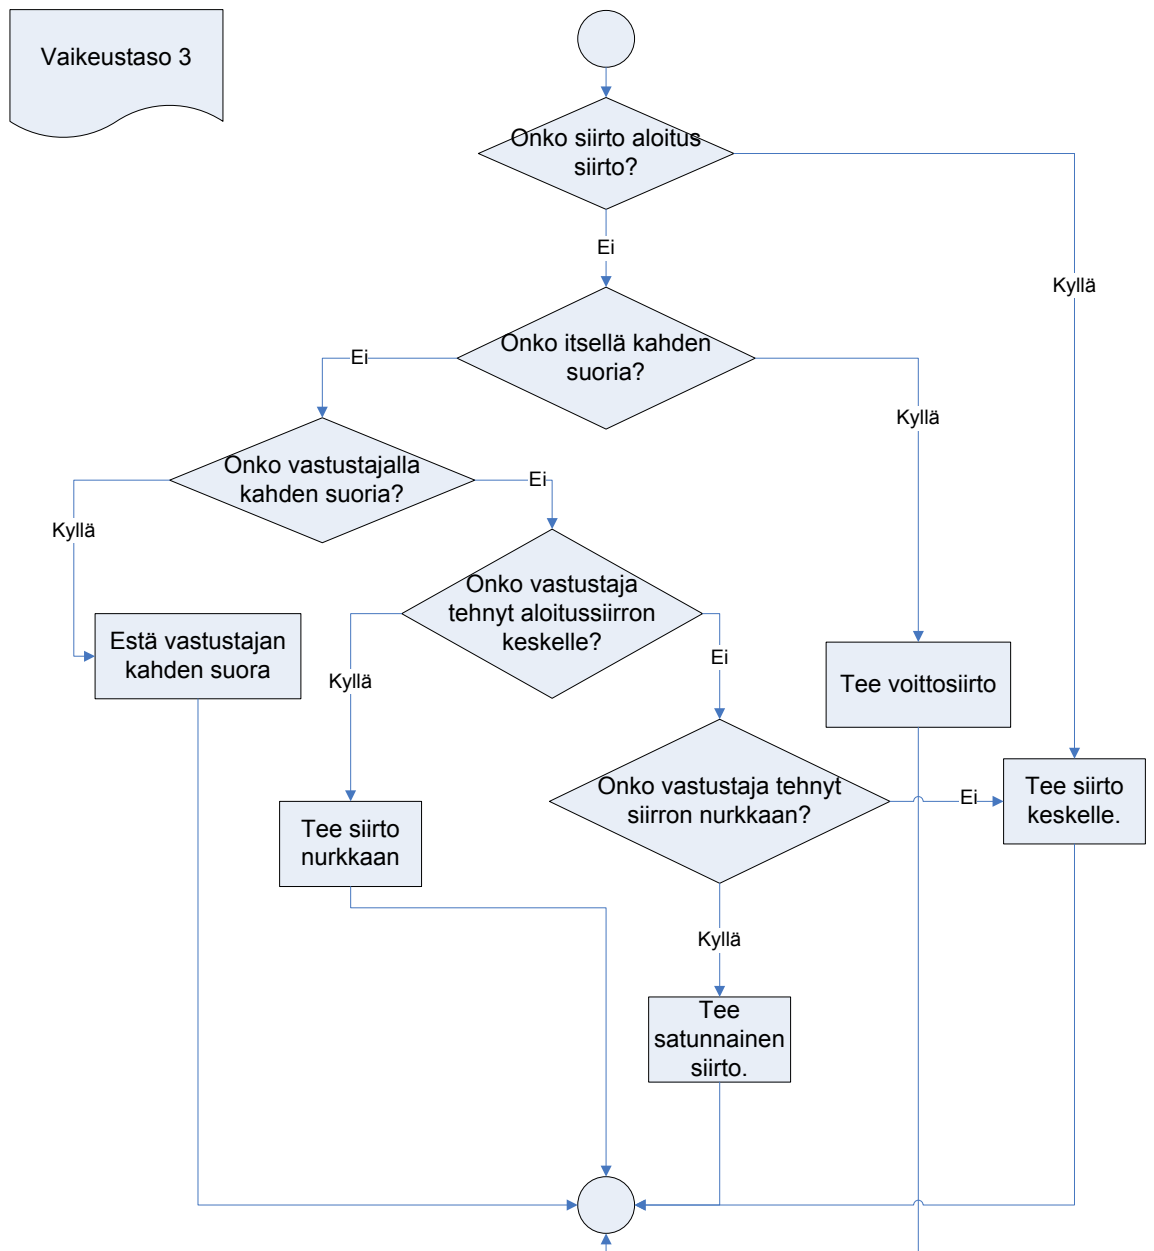 Vaikeustaso 3
Onko siirto aloitus
siirto?
Ei
Kyllä
Onko itsellä kahden
suoria?
Ei
Kyllä
Onko vastustajalla
kahden suoria?
Ei
Kyllä
Onko vastustaja
tehnyt aloitussiirron
keskelle?
Estä vastustajan
kahden suora
Ei
Kyllä
Tee voittosiirto
Onko vastustaja tehnyt
siirron nurkkaan?
Ei
Tee siirto
keskelle.
Tee siirto
nurkkaan
Kyllä
Tee
satunnainen
siirto.